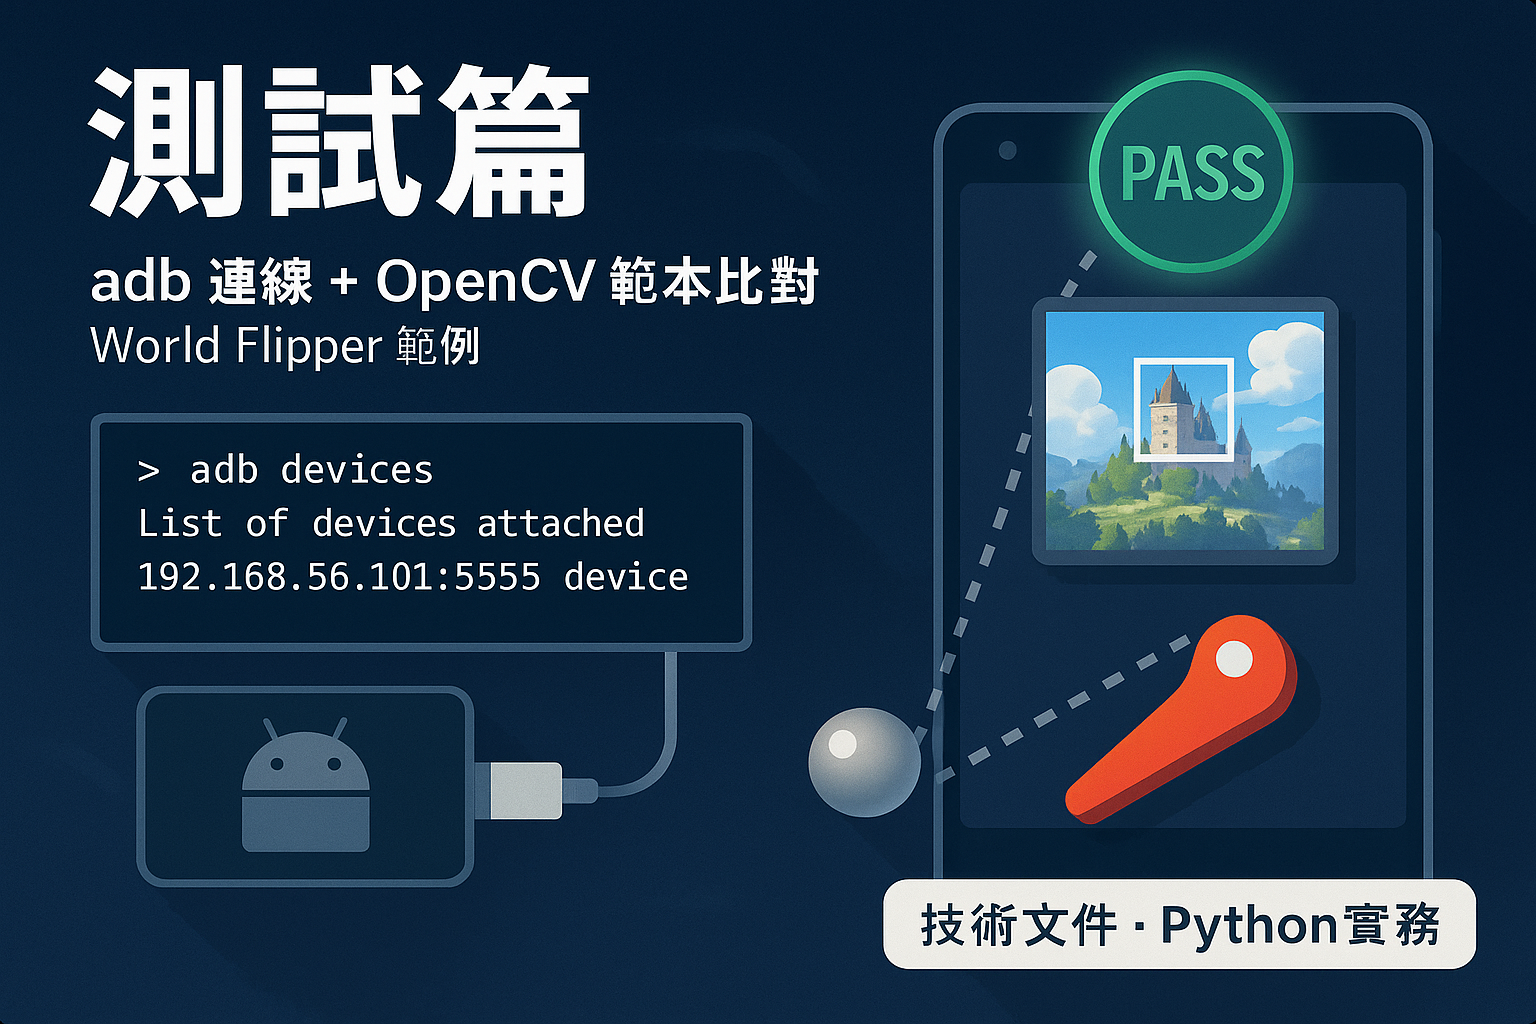 測試篇
adb 連線 + OpenCV 範本比對
World Flipper 範例
> adb devices
List of devices attached
192.168.56.101:5555 device
PASS
技術文件 · Python實務